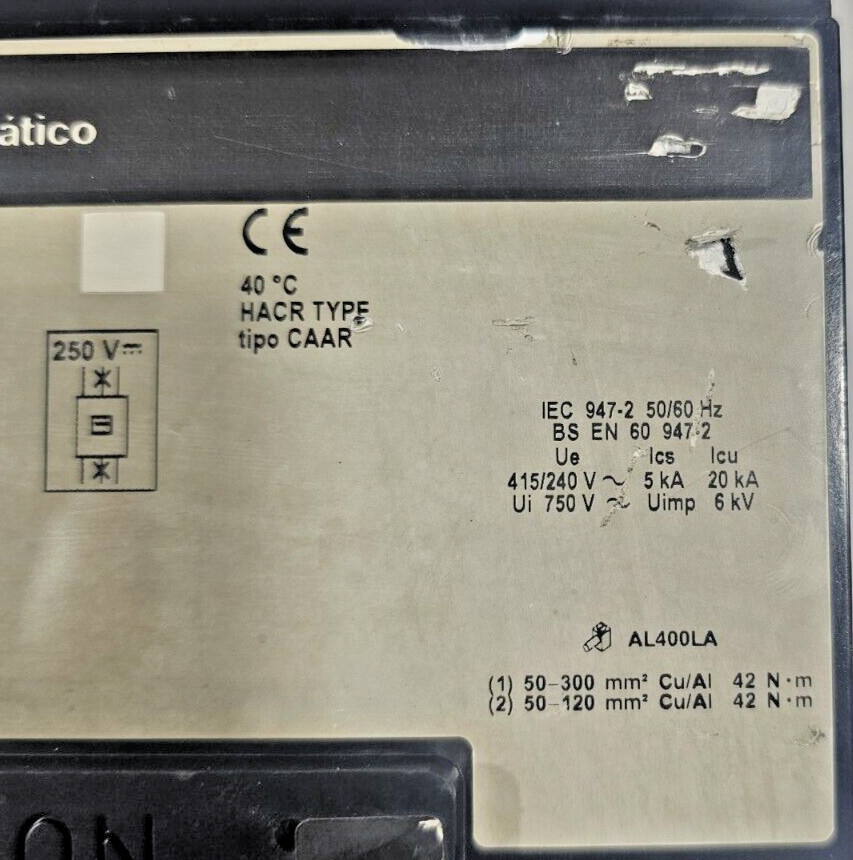 ático
CE
40 °C
HACR TYPE
tipo CAAR
250 V⎓
IEC 947-2 50/60 Hz
BS EN 60 947-2
Ue Ics Icu
415/240 V ~ 5 kA 20 kA
Ui 750 V ~ Uimp 6 kV
AL400LA
(1) 50-300 mm² Cu/Al 42 N·m
(2) 50-120 mm² Cu/Al 42 N·m
ON